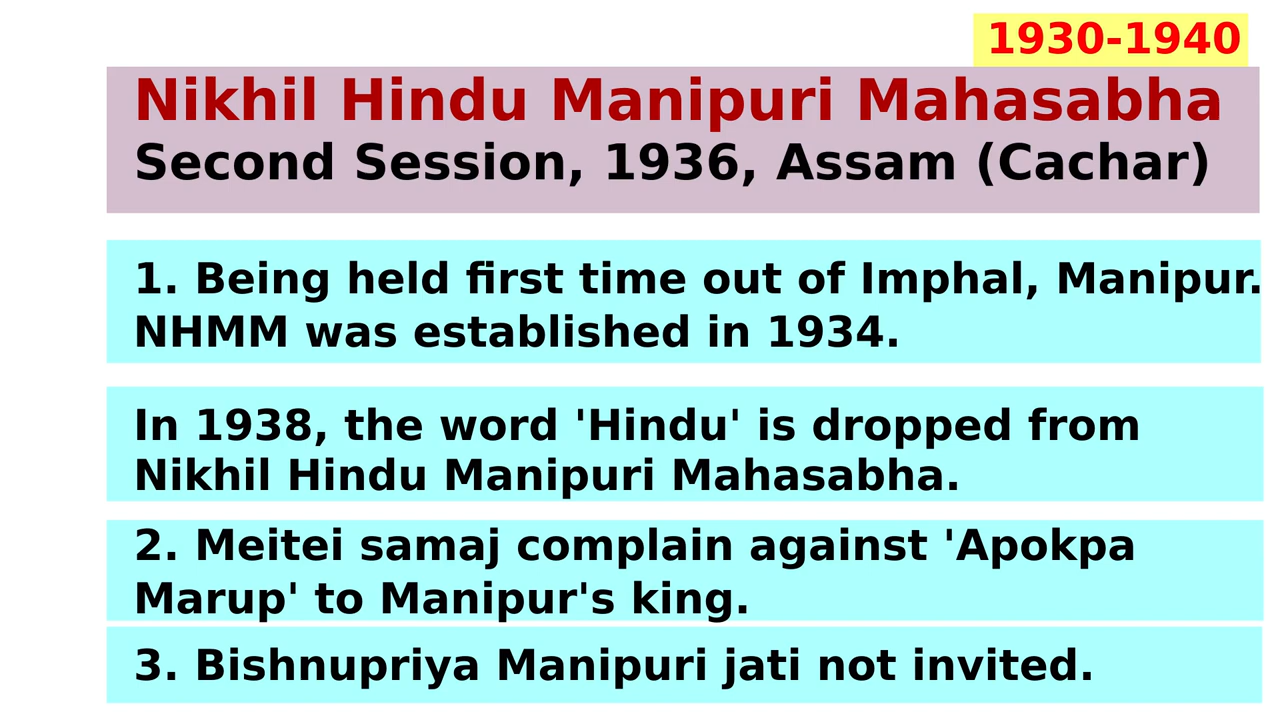 1930-1940
Nikhil Hindu Manipuri Mahasabha
Second Session, 1936, Assam (Cachar)
1. Being held first time out of Imphal, Manipur.
NHMM was established in 1934.
In 1938, the word 'Hindu' is dropped from
Nikhil Hindu Manipuri Mahasabha.
2. Meitei samaj complain against 'Apokpa
Marup' to Manipur's king.
3. Bishnupriya Manipuri jati not invited.